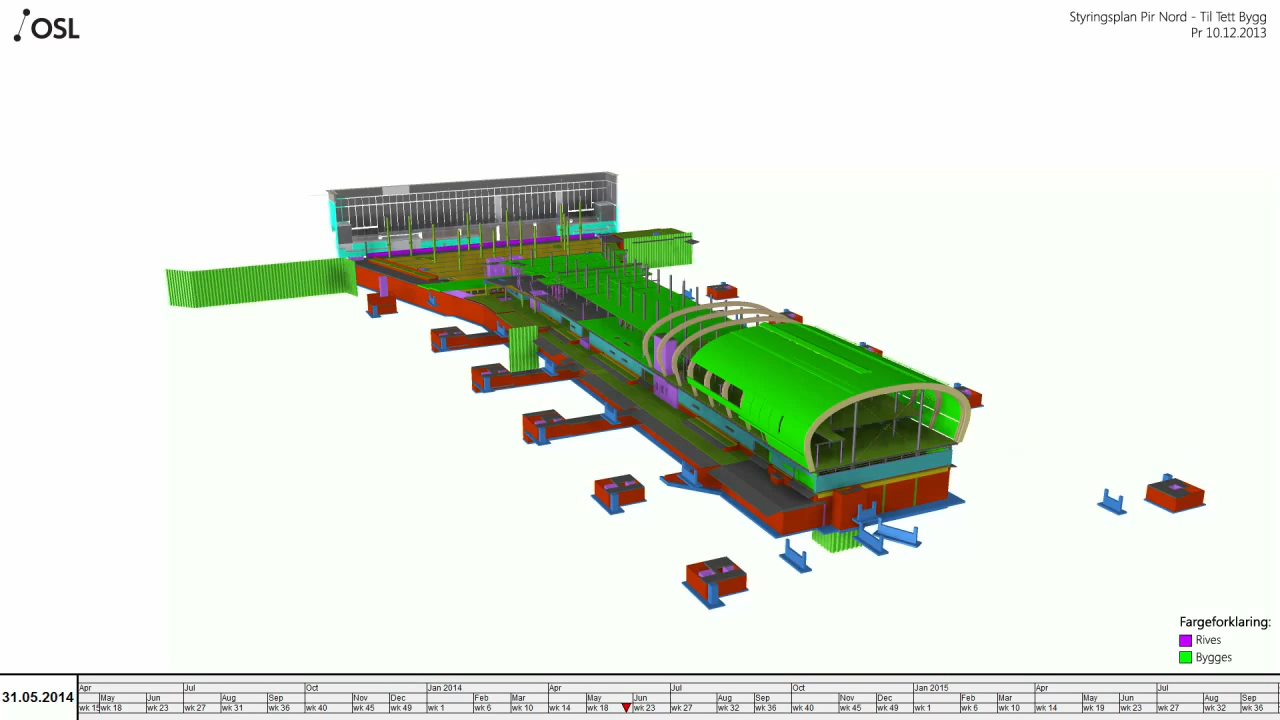 OSL
Styringsplan Pir Nord - Til Tett Bygg
Pr 10.12.2013
Fargeforklaring:
Rives
Bygges
31.05.2014
Apr Jul Oct Jan 2014 Apr Jul Oct Jan 2015 Apr Jul
May Jun Aug Sep Nov Dec Feb Mar May Jun Aug Sep Nov Dec Feb Mar May Jun Aug Sep
wk 15 wk 18 wk 23 wk 27 wk 31 wk 36 wk 40 wk 45 wk 49 wk 1 wk 6 wk 10 wk 14 wk 18 wk 23 wk 27 wk 32 wk 36 wk 40 wk 45 wk 49 wk 1 wk 6 wk 10 wk 14 wk 19 wk 23 wk 27 wk 32 wk 36